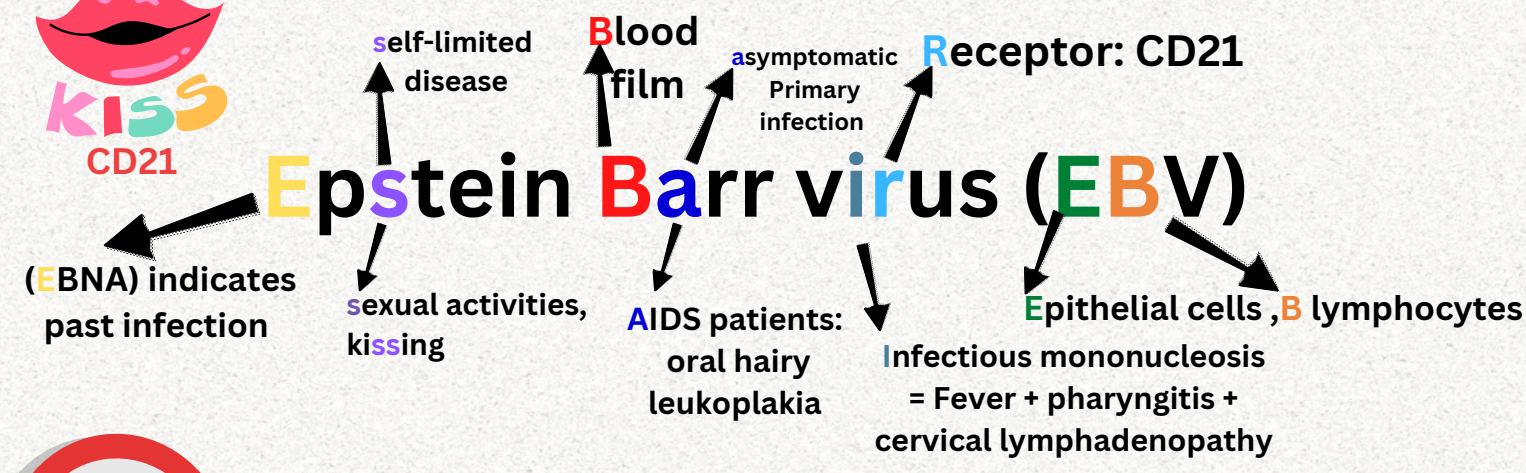 KISS
CD21
self-limited
disease
Blood
film
asymptomatic
Primary
infection
Receptor: CD21
Epstein Barr virus (EBV)
(EBNA) indicates
past infection
sexual activities,
kissing
AIDS patients:
oral hairy
leukoplakia
Infectious mononucleosis
= Fever + pharyngitis +
cervical lymphadenopathy
Epithelial cells ,B lymphocytes